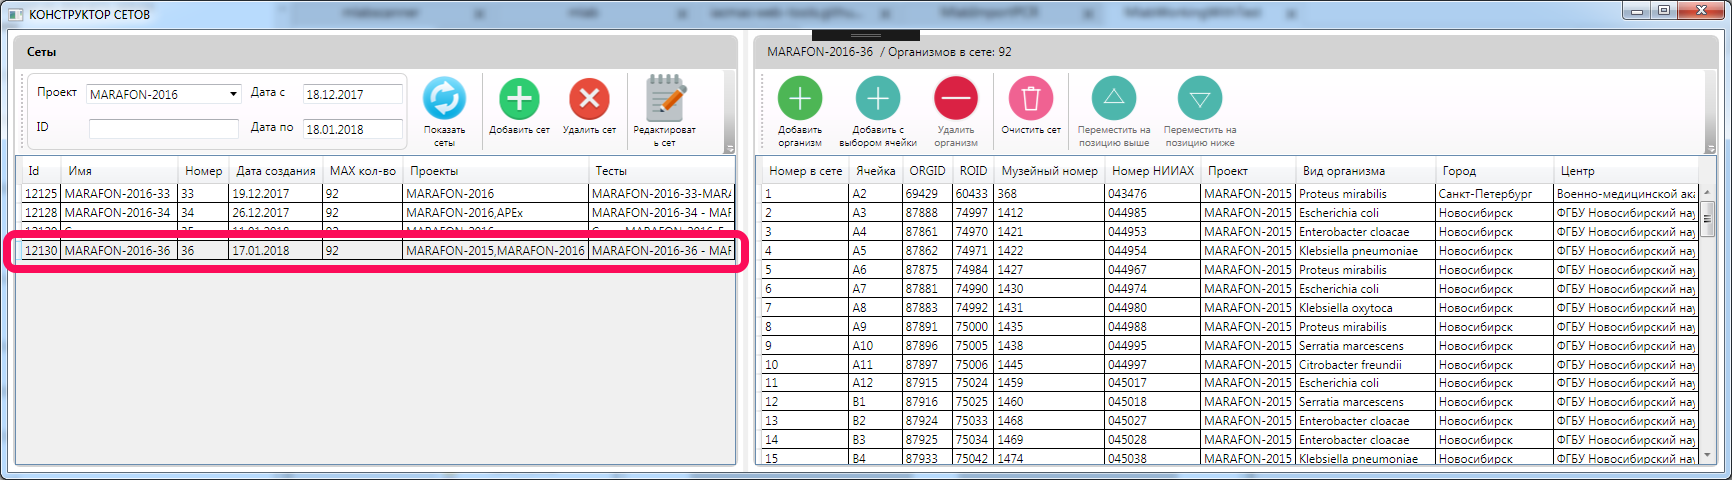 КОНСТРУКТОР СЕТОВ
Сеты
Проект MARAFON-2016 Дата с 18.12.2017
ID Дата по 18.01.2018
Показать сеты
Добавить сет
Удалить сет
Редактироват ь сет
Id Имя Номер Дата создания MAX кол-во Проекты Тесты
12125 MARAFON-2016-33 33 19.12.2017 92 MARAFON-2016 MARAFON-2016-33-MARA
12128 MARAFON-2016-34 34 26.12.2017 92 MARAFON-2016,APEx MARAFON-2016-34 - MAF
12130 MARAFON-2016-36 36 17.01.2018 92 MARAFON-2015,MARAFON-2016 MARAFON-2016-36 - MAF
MARAFON-2016-36 / Организмов в сете: 92
Добавить организм
Добавить с выбором ячейки
Удалить организм
Очистить сет
Переместить на позицию выше
Переместить на позицию ниже
Номер в сете Ячейка ORGID ROID Музейный номер Номер НИИАХ Проект Вид организма Город Центр
1 A2 69429 60433 368 043476 MARAFON-2015 Proteus mirabilis Санкт-Петербург Военно-медицинской ака
2 A3 87888 74997 1412 044985 MARAFON-2015 Escherichia coli Новосибирск ФГБУ Новосибирский нау
3 A4 87861 74970 1421 044953 MARAFON-2015 Enterobacter cloacae Новосибирск ФГБУ Новосибирский нау
4 A5 87862 74971 1422 044954 MARAFON-2015 Klebsiella pneumoniae Новосибирск ФГБУ Новосибирский нау
5 A6 87875 74984 1427 044967 MARAFON-2015 Proteus mirabilis Новосибирск ФГБУ Новосибирский нау
6 A7 87881 74990 1430 044974 MARAFON-2015 Escherichia coli Новосибирск ФГБУ Новосибирский нау
7 A8 87883 74992 1431 044980 MARAFON-2015 Klebsiella oxytoca Новосибирск ФГБУ Новосибирский нау
8 A9 87891 75000 1435 044988 MARAFON-2015 Proteus mirabilis Новосибирск ФГБУ Новосибирский нау
9 A10 87896 75005 1438 044995 MARAFON-2015 Serratia marcescens Новосибирск ФГБУ Новосибирский нау
10 A11 87897 75006 1445 044997 MARAFON-2015 Citrobacter freundii Новосибирск ФГБУ Новосибирский нау
11 A12 87915 75024 1459 045017 MARAFON-2015 Escherichia coli Новосибирск ФГБУ Новосибирский нау
12 B1 87916 75025 1460 045018 MARAFON-2015 Serratia marcescens Новосибирск ФГБУ Новосибирский нау
13 B2 87924 75033 1468 045027 MARAFON-2015 Enterobacter cloacae Новосибирск ФГБУ Новосибирский нау
14 B3 87925 75034 1469 045028 MARAFON-2015 Enterobacter cloacae Новосибирск ФГБУ Новосибирский нау
15 B4 87933 75042 1474 045038 MARAFON-2015 Klebsiella pneumoniae Новосибирск ФГБУ Новосибирский нау